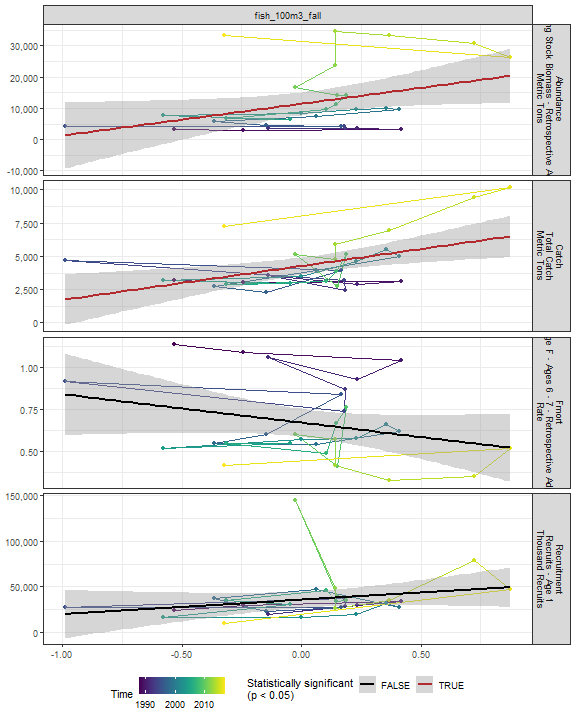 fish_100m3_fall
30,000
20,000
10,000
0
-10,000
Abundance
Stock Biomass - Retrospective
Metric Tons
10,000
7,500
5,000
2,500
0
Catch
Total Catch
Metric Tons
1.00
0.75
0.50
Fmort
F - Ages 6 - 7 - Retrospective
Rate
150,000
100,000
50,000
0
Recruitment
Recruits - Age 1
Thousand Recruits
-1.00
-0.50
0.00
0.50
Time
1990 2000 2010
Statistically significant
(p < 0.05)
FALSE
TRUE